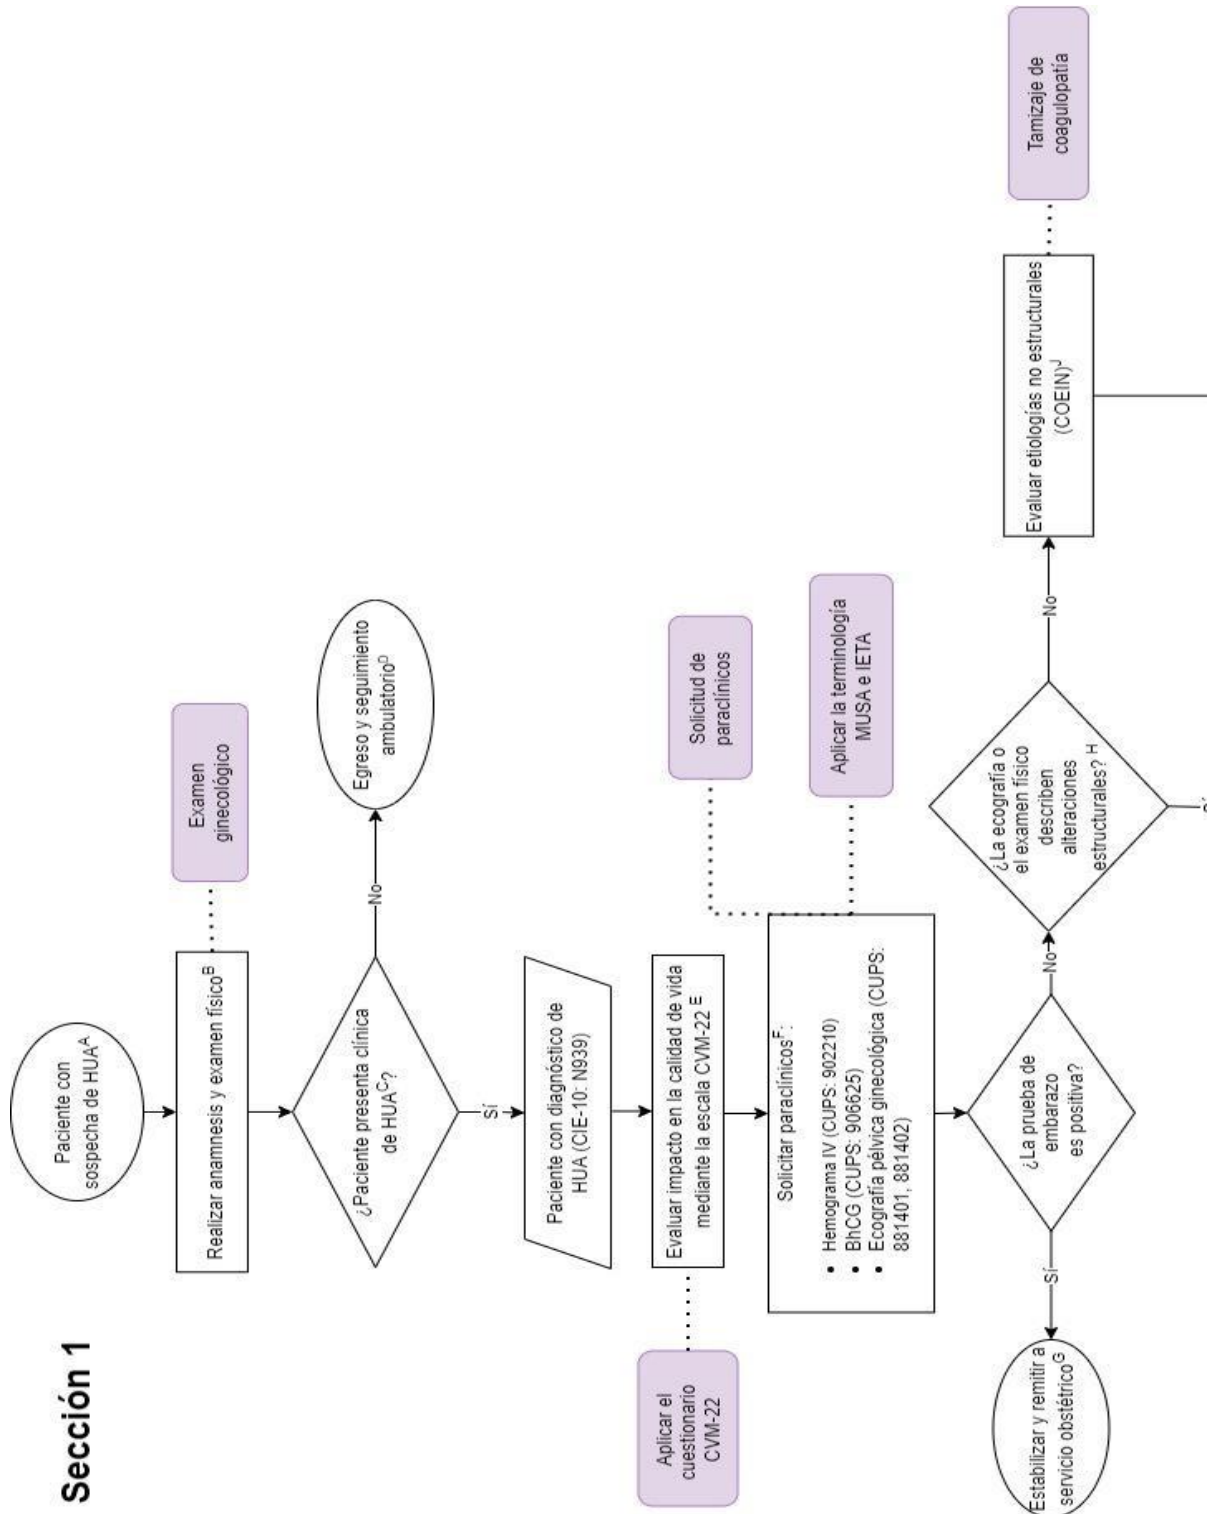 Sección 1
Paciente con
sospecha de HUA^A
Realizar anamnesis y examen físico^B
Examen
ginecológico
¿Paciente presenta clínica
de HUA^C?
No
Egreso y seguimiento
ambulatorio^D
Sí
Paciente con diagnóstico de
HUA (CIE-10: N939)
Evaluar impacto en la calidad de vida
mediante la escala CVM-22 ^E
Aplicar el
cuestionario
CVM-22
Solicitar paraclínicos^F:
• Hemograma IV (CUPS: 902210)
• BhCG (CUPS: 906625)
• Ecografía pélvica ginecológica (CUPS:
881401, 881402)
Solicitud de
paraclínicos
Aplicar la terminología
MUSA e IETA
¿La prueba de
embarazo
es positiva?
Sí
Estabilizar y remitir a
servicio obstétrico^G
No
¿La ecografía o
el examen físico
describen
alteraciones
estructurales? ^H
No
Evaluar etiologías no estructurales
(COEIN)^J
Tamizaje de
coagulopatía